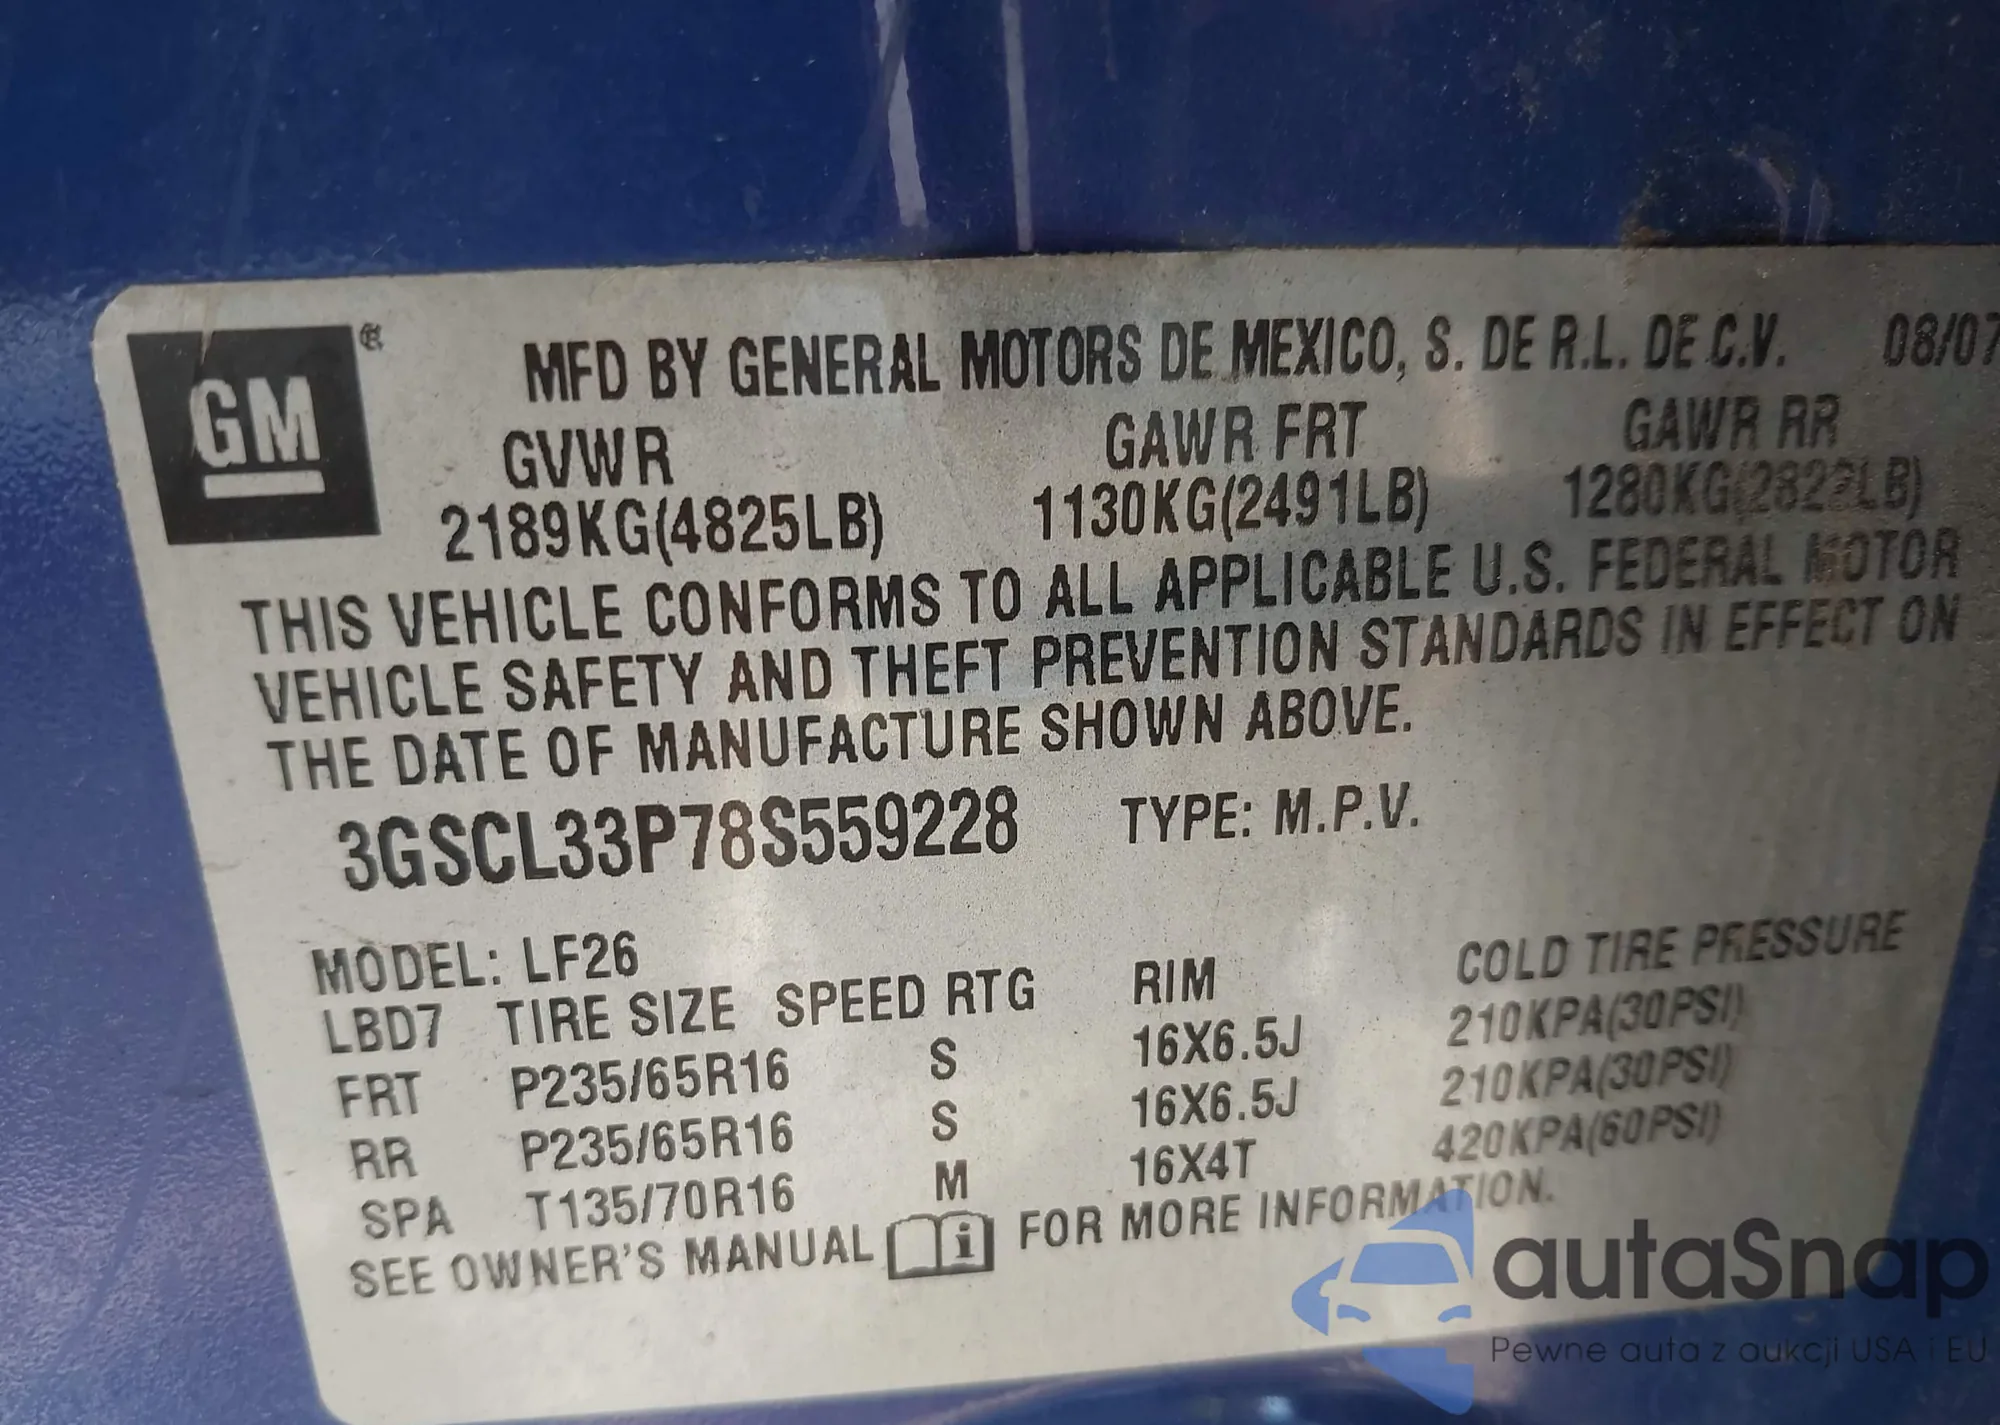 GM®
MFD BY GENERAL MOTORS DE MEXICO, S. DE R.L. DE C.V. 08/07
GVWR GAWR FRT GAWR RR
2189KG(4825LB) 1130KG(2491LB) 1280KG(2822LB)
THIS VEHICLE CONFORMS TO ALL APPLICABLE U.S. FEDERAL MOTOR
VEHICLE SAFETY AND THEFT PREVENTION STANDARDS IN EFFECT ON
THE DATE OF MANUFACTURE SHOWN ABOVE.
3GSCL33P78S559228 TYPE: M.P.V.
MODEL: LF26
LBD7 TIRE SIZE SPEED RTG RIM COLD TIRE PRESSURE
FRT P235/65R16 S 16X6.5J 210KPA(30PSI)
RR P235/65R16 S 16X6.5J 210KPA(30PSI)
SPA T135/70R16 M 16X4T 420KPA(60PSI)
SEE OWNER'S MANUAL i FOR MORE INFORMATION.
autaSnap
Pewne auta z aukcji USA i EU